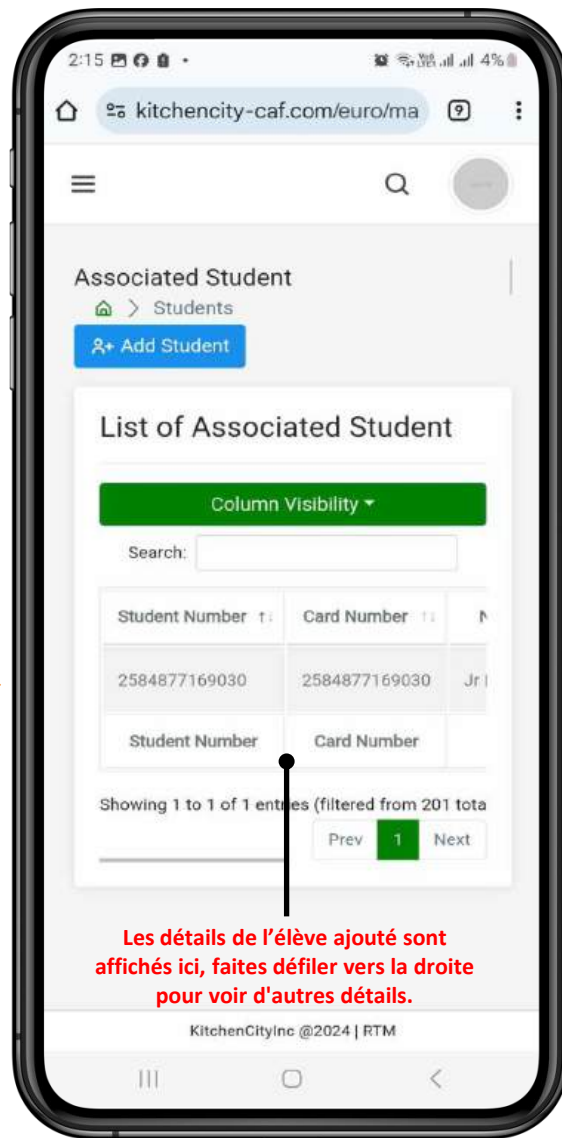 2:15
4%
kitchencity-caf.com/euro/ma
9
Associated Student
Students
Add Student
List of Associated Student
Column Visibility
Search:
Student Number Card Number
2584877169030 2584877169030 Jr
Student Number Card Number
Showing 1 to 1 of 1 entries (filtered from 201 tota
Prev 1 Next
Les détails de l’élève ajouté sont
affichés ici, faites défiler vers la droite
pour voir d'autres détails.
KitchenCityInc @2024 | RTM